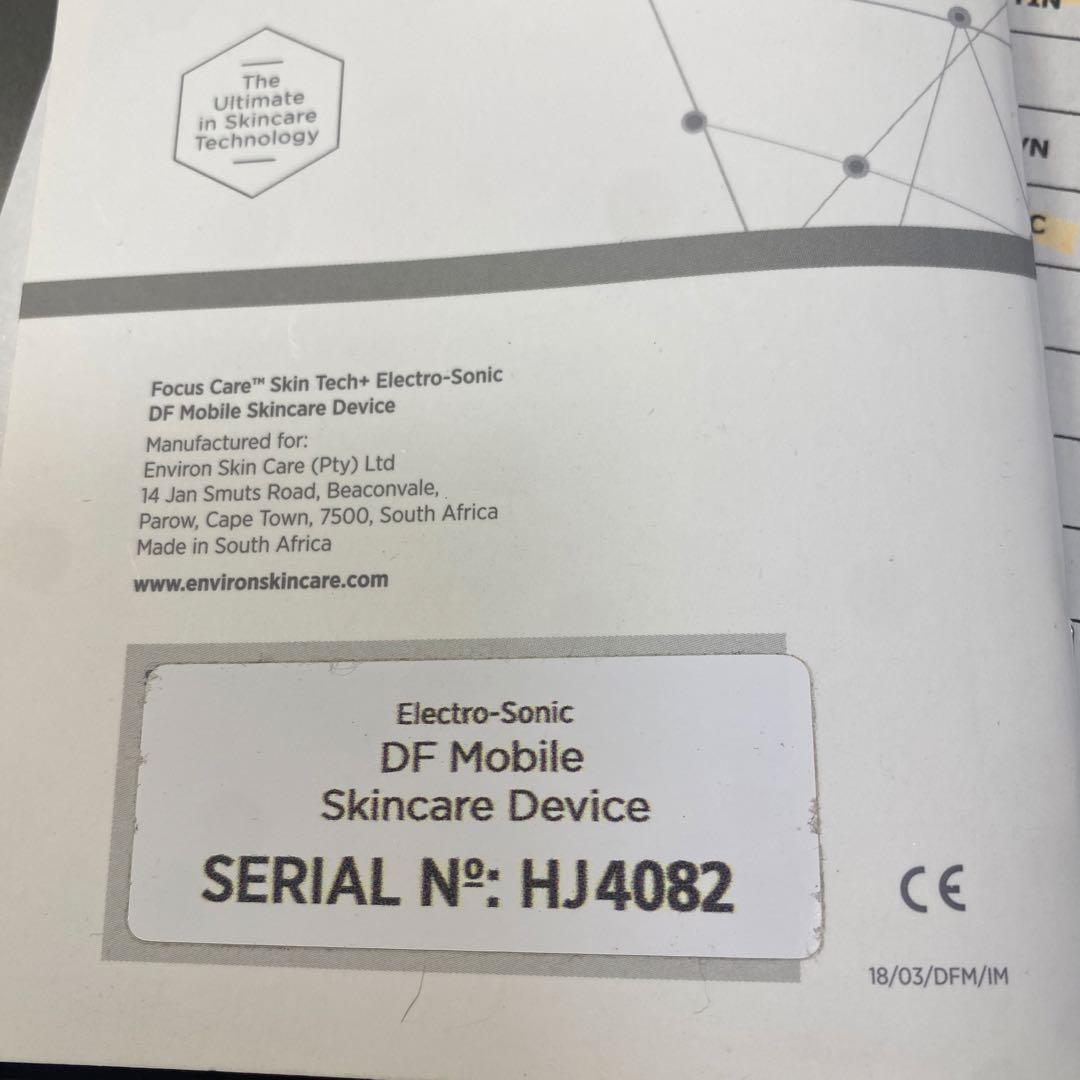 The
Ultimate
in Skincare
Technology
Focus Care™ Skin Tech+ Electro-Sonic
DF Mobile Skincare Device
Manufactured for:
Environ Skin Care (Pty) Ltd
14 Jan Smuts Road, Beaconvale,
Parow, Cape Town, 7500, South Africa
Made in South Africa
www.environskincare.com
Electro-Sonic
DF Mobile
Skincare Device
SERIAL Nº: HJ4082
CE
18/03/DFM/IM